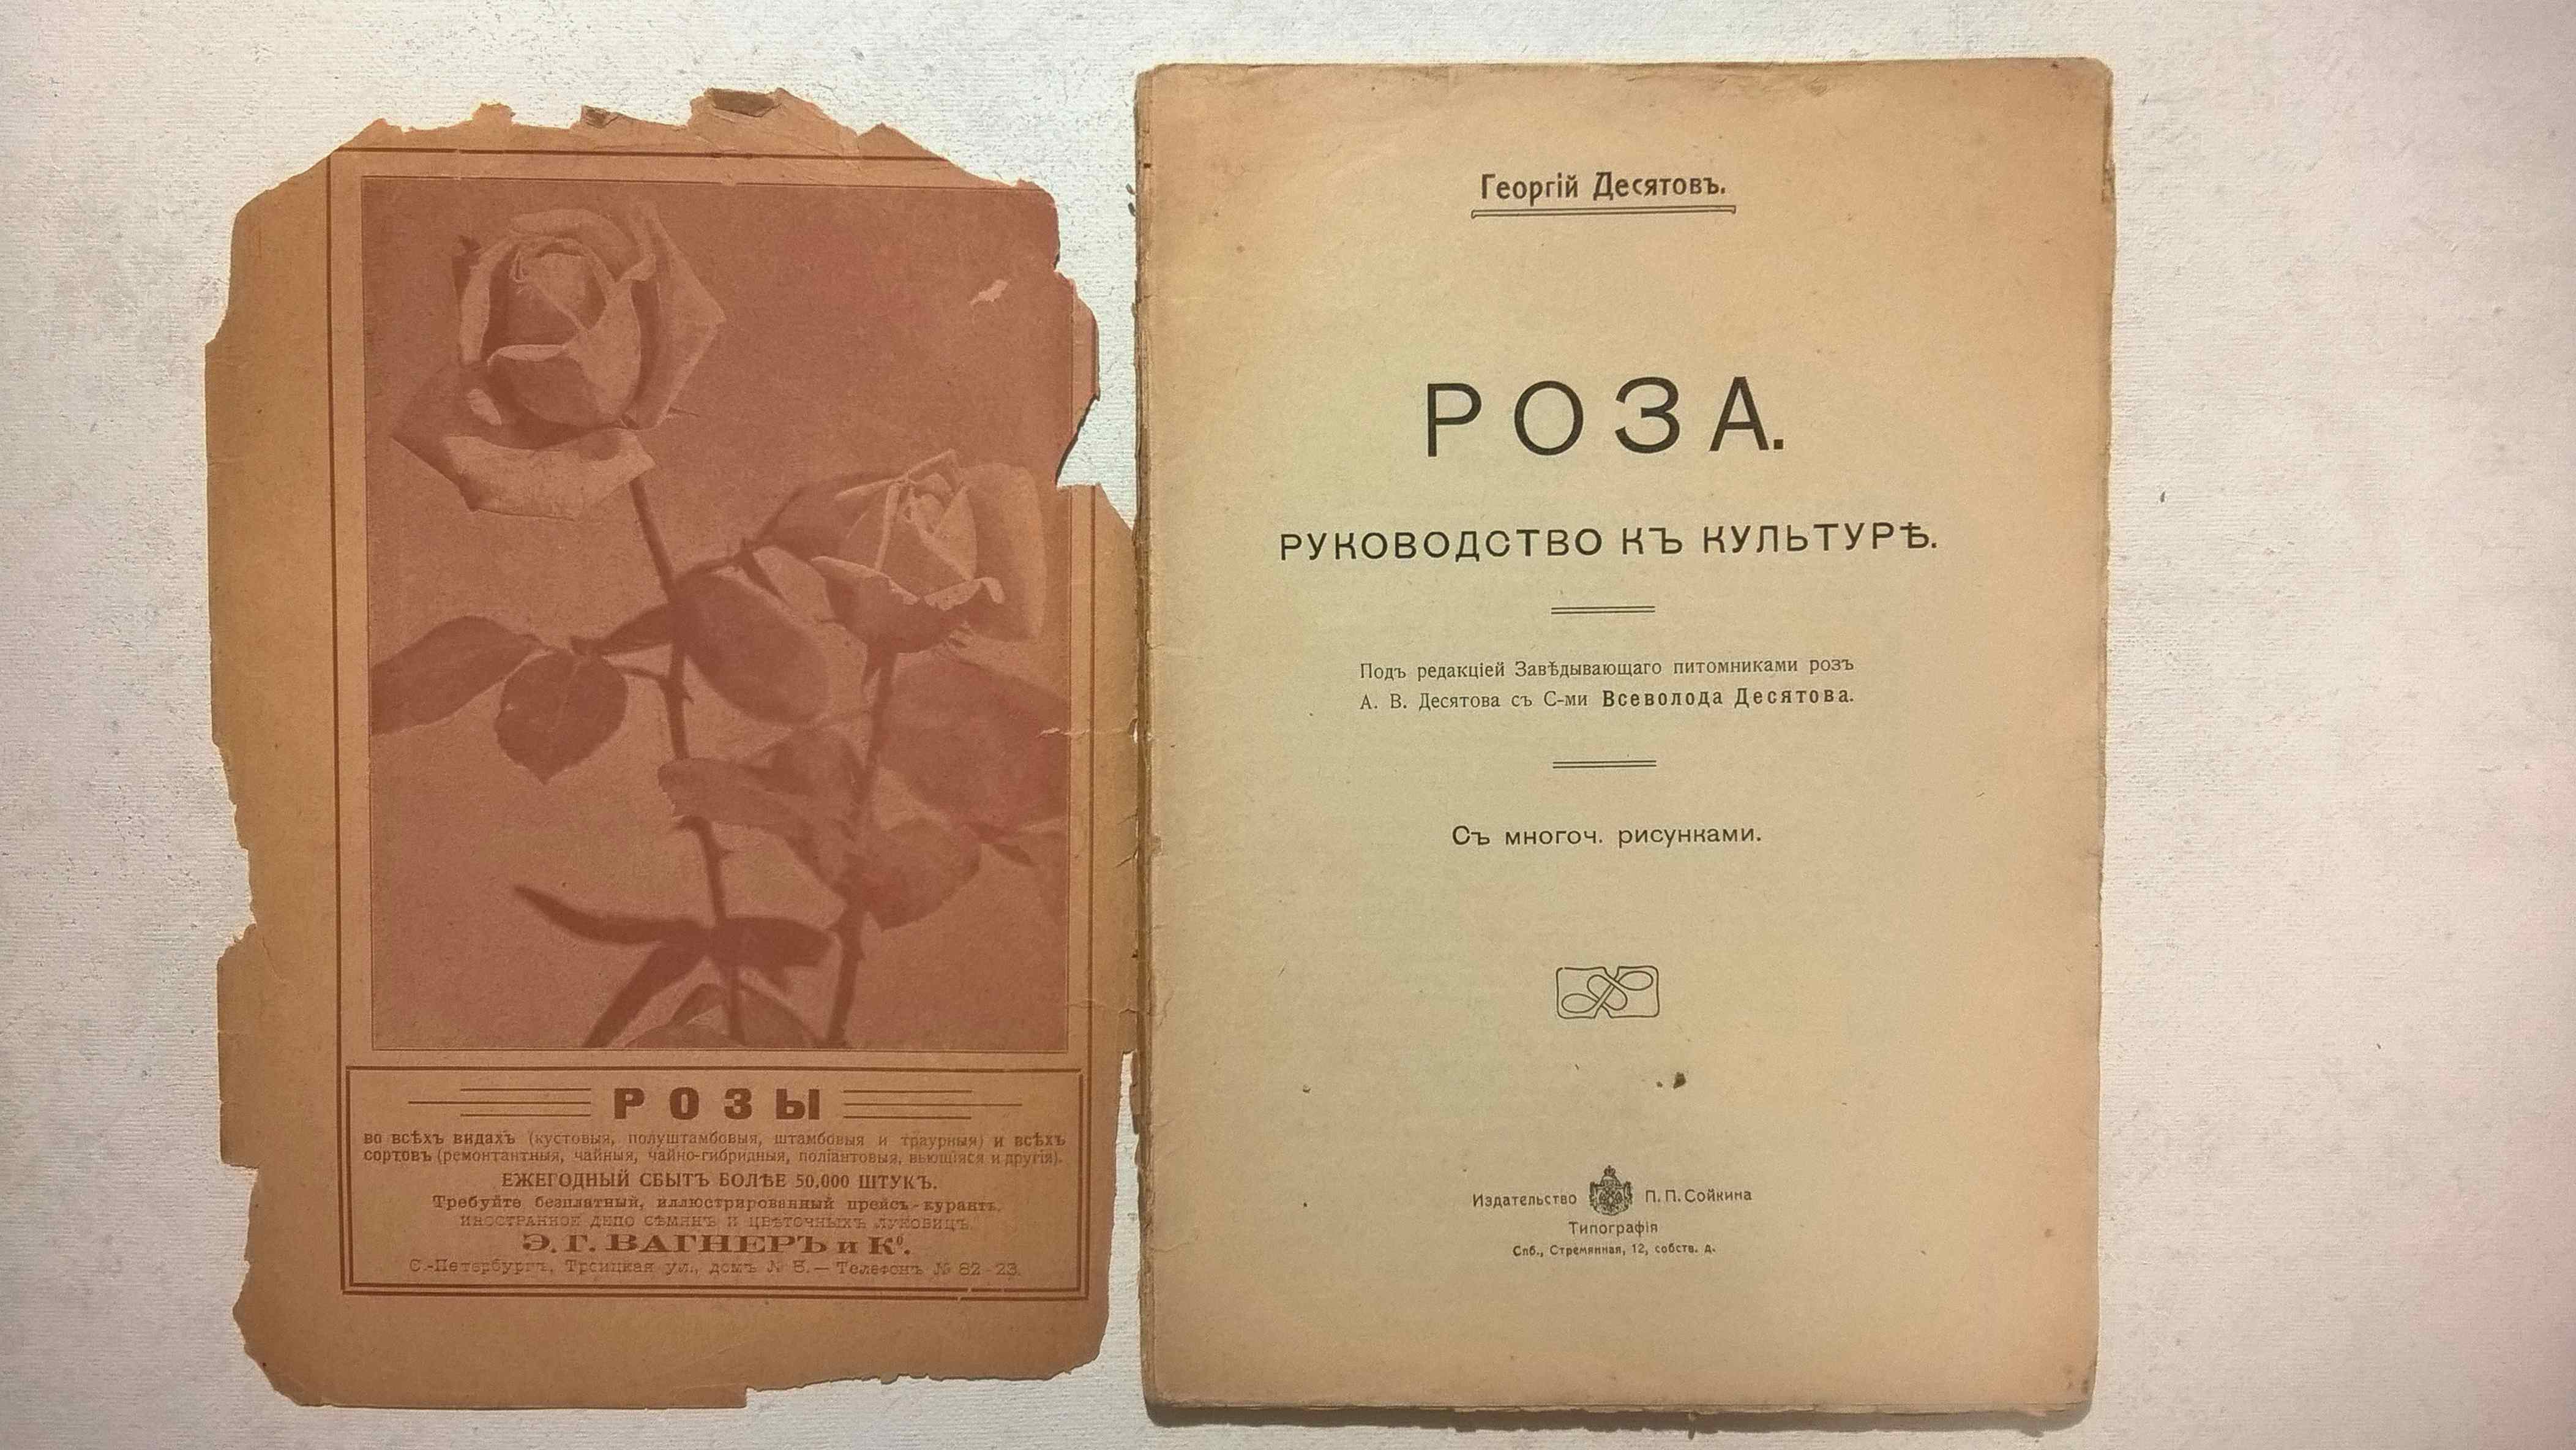 РОЗЫ
во всѣхъ видахъ (кустовыя, полуштамбовыя, штамбовыя и траурныя) и всѣхъ
сортовъ (ремонтантныя, чайныя, чайно-гибридныя, поліантовыя, вьющіяся и другія).
ЕЖЕГОДНЫЙ СБЫТЪ БОЛѢЕ 50,000 ШТУКЪ.
Требуйте безплатный, иллюстрированный прейсъ-курантъ.
ИНОСТРАННОЕ ДЕПО СѢМЯНЪ И ЦВѢТОЧНЫХЪ ЛУКОВИЦЪ.
Э. Г. ВАГНЕРЪ и К⁰.
С.-Петербургъ, Троицкая ул., домъ № 5.— Телефонъ № 82-23.
Георгій Десятовъ.
РОЗА.
РУКОВОДСТВО КЪ КУЛЬТУРѢ.
Подъ редакціей Завѣдывающаго питомниками розъ
А. В. Десятова съ С-ми Всеволода Десятова.
Съ многоч. рисунками.
Издательство П. П. Сойкина
Типографія
Спб., Стремянная, 12, собств. д.